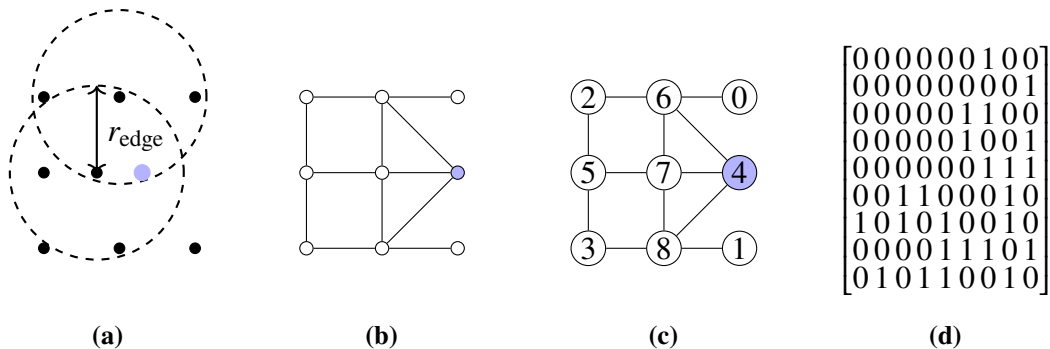 r_edge
2 6 0
5 7 4
3 8 1
[0 0 0 0 0 0 1 0 0]
0 0 0 0 0 0 0 0 1
0 0 0 0 0 1 1 0 0
0 0 0 0 0 1 0 0 1
0 0 0 0 0 0 1 1 1
0 0 1 1 0 0 0 1 0
1 0 1 0 1 0 0 1 0
0 0 0 0 1 1 1 0 1
0 1 0 1 1 0 0 1 0
(a) (b) (c) (d)